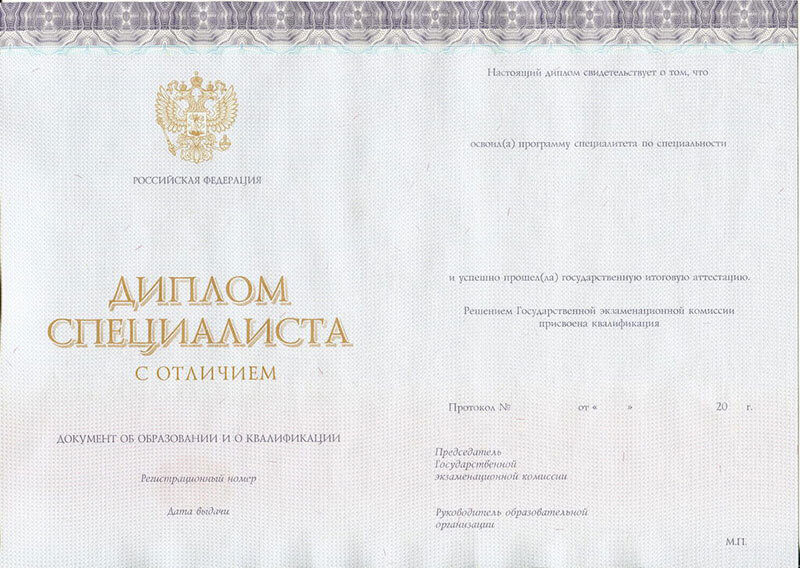 РОССИЙСКАЯ ФЕДЕРАЦИЯ
ДИПЛОМ
СПЕЦИАЛИСТА
С ОТЛИЧИЕМ
ДОКУМЕНТ ОБ ОБРАЗОВАНИИ И О КВАЛИФИКАЦИИ
Регистрационный номер
Дата выдачи
Настоящий диплом свидетельствует о том, что
освоил(а) программу специалитета по специальности
и успешно прошел(ла) государственную итоговую аттестацию.
Решением Государственной экзаменационной комиссии
присвоена квалификация
Протокол № от « » 20 г.
Председатель
Государственной
экзаменационной комиссии
Руководитель образовательной
организации
М.П.